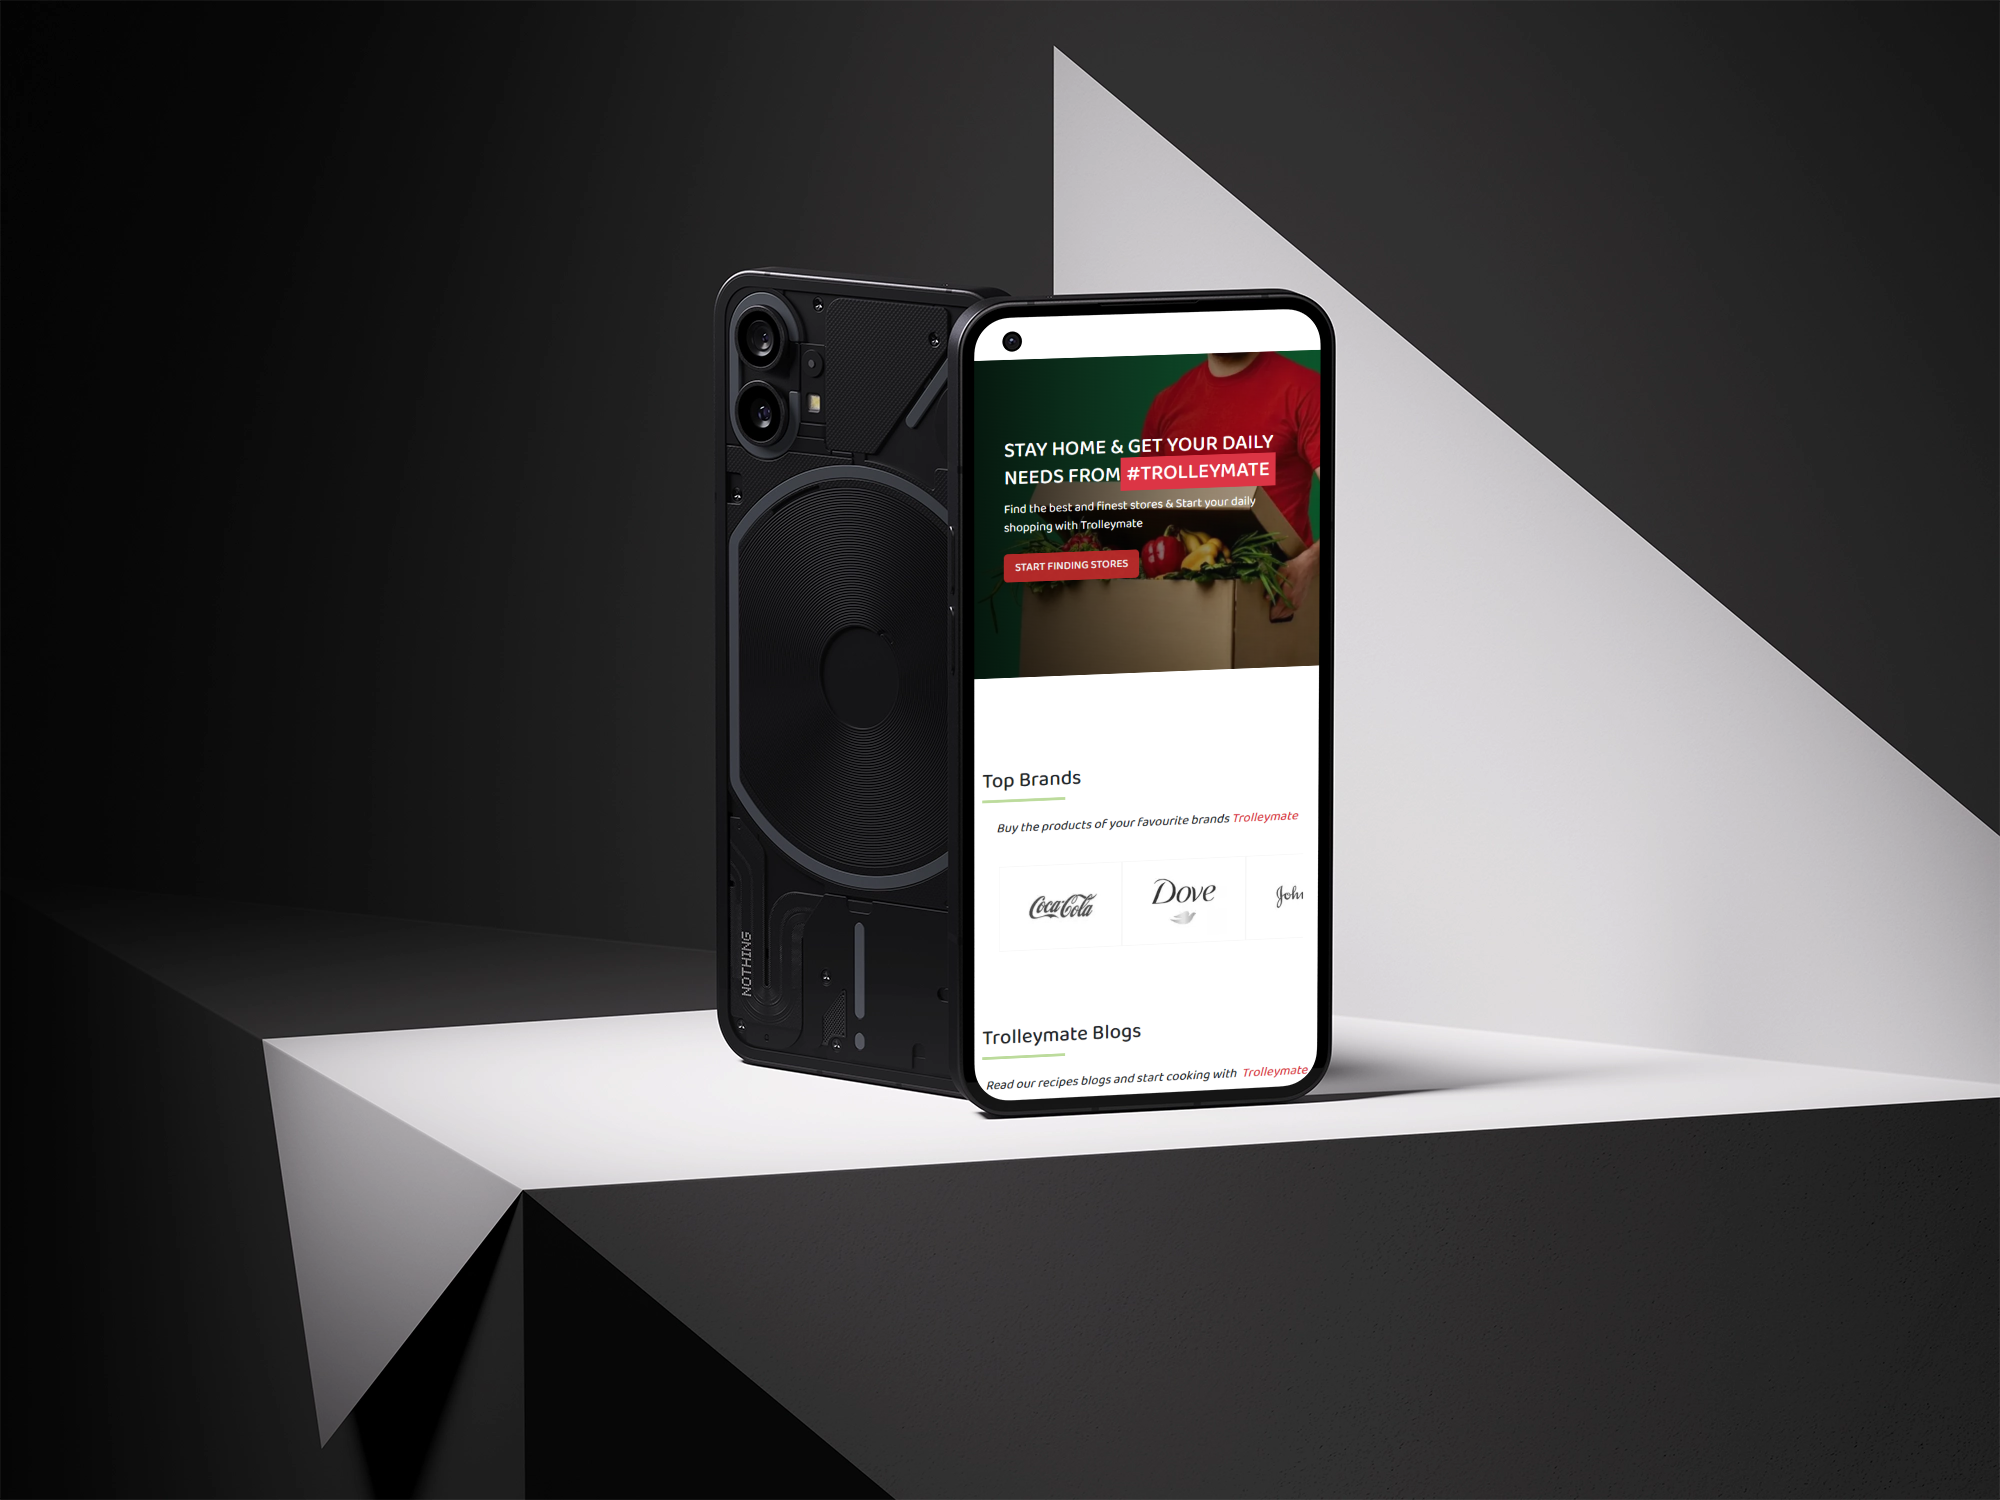 STAY HOME & GET YOUR DAILY
NEEDS FROM #TROLLEYMATE
Find the best and finest stores & Start your daily
shopping with Trolleymate
START FINDING STORES
Top Brands
Buy the products of your favourite brands Trolleymate
Coca-Cola
Dove
John
Trolleymate Blogs
Read our recipes blogs and start cooking with Trolleymate
NOTHING